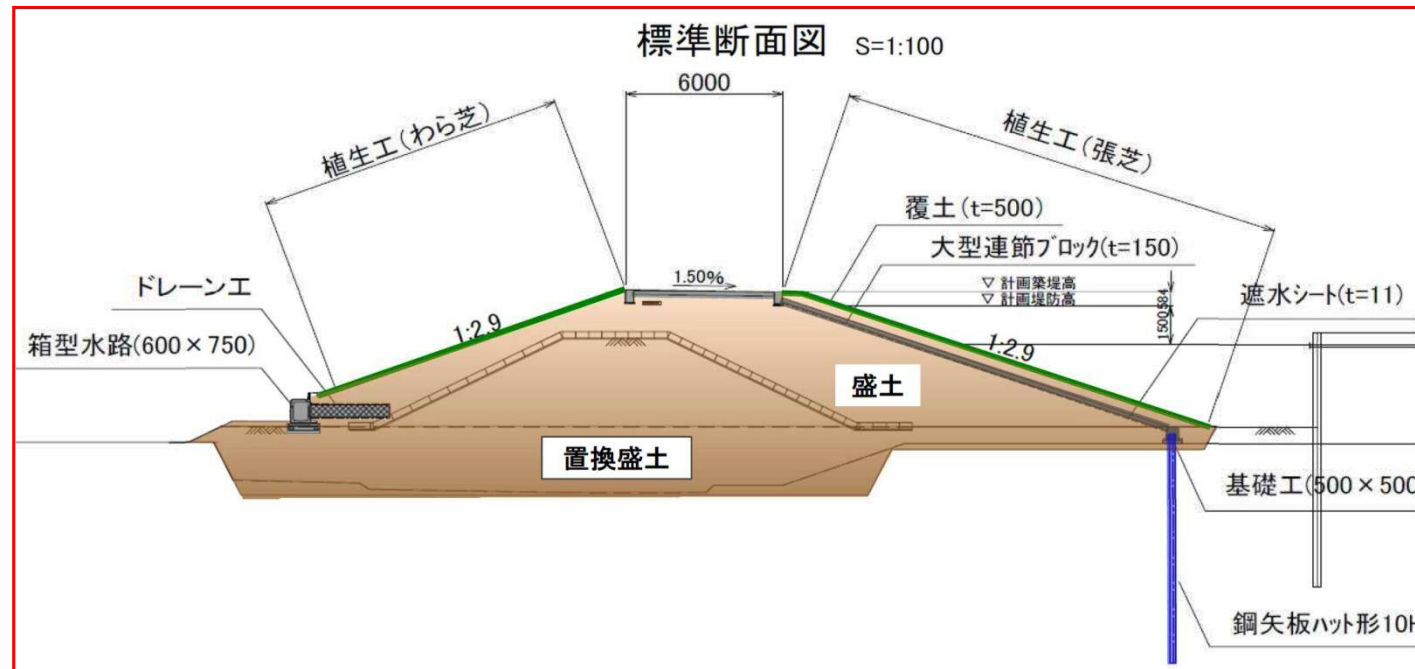 標準断面図 S=1:100
6000
植生工(わら芝)
植生工(張芝)
覆土(t=500)
大型連節ブロック(t=150)
ドレーン工
1.50%
▽ 計画築堤高
▽ 計画堤防高
584
1500
遮水シート(t=11)
箱型水路(600×750)
1:2.9
1:2.9
盛土
置換盛土
基礎工(500×500
鋼矢板ハット形10H